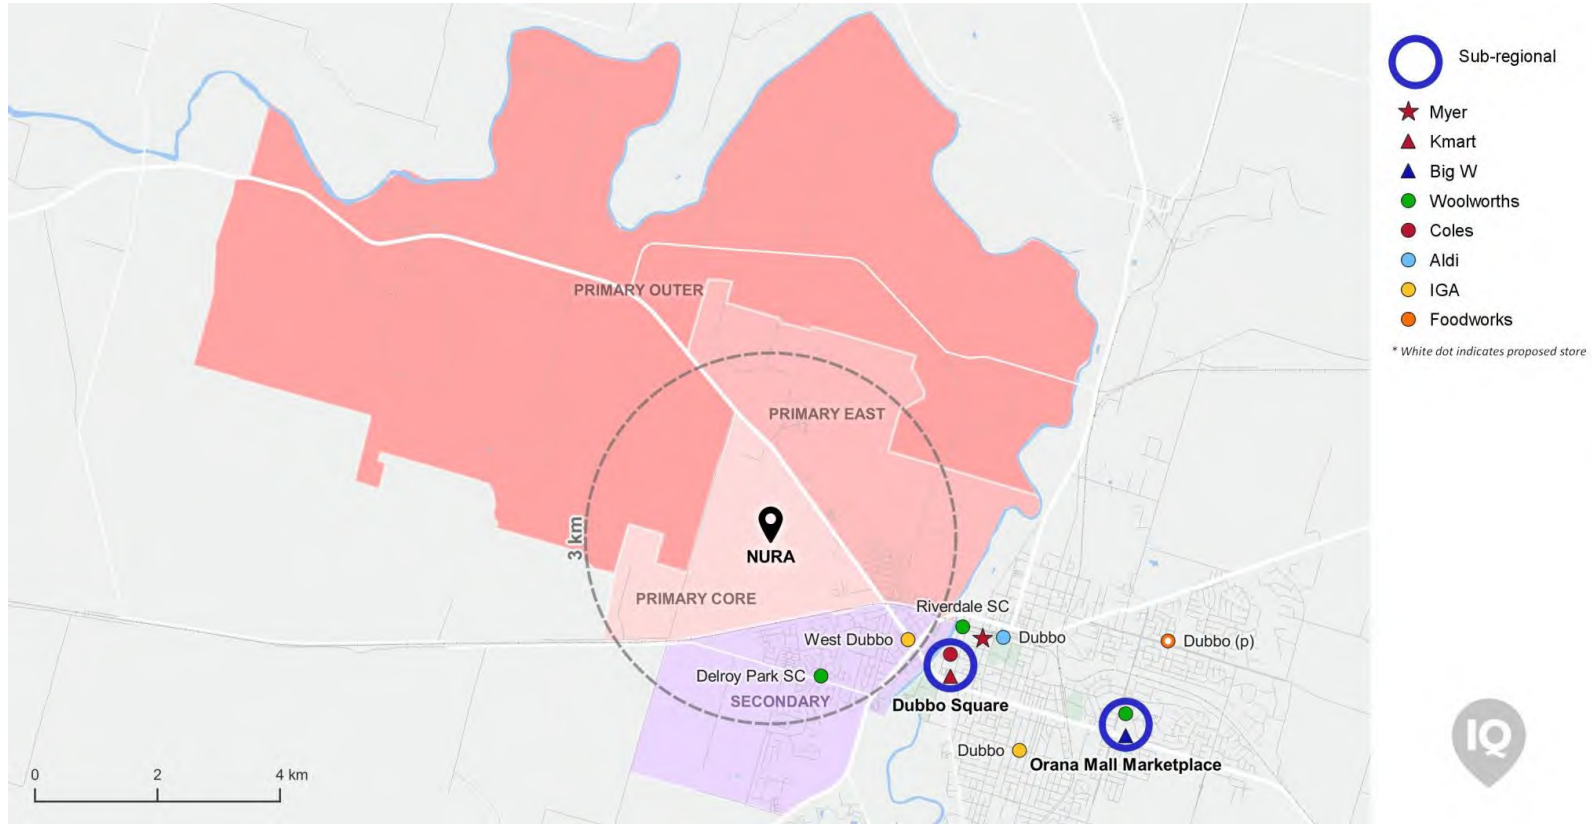 Sub-regional
Myer
Kmart
Big W
Woolworths
Coles
Aldi
IGA
Foodworks
* White dot indicates proposed store
PRIMARY OUTER
PRIMARY EAST
3 km
NURA
PRIMARY CORE
Riverdale SC
West Dubbo
Dubbo
Dubbo (p)
Delroy Park SC
SECONDARY
Dubbo Square
Dubbo
Orana Mall Marketplace
0 2 4 km
IQ